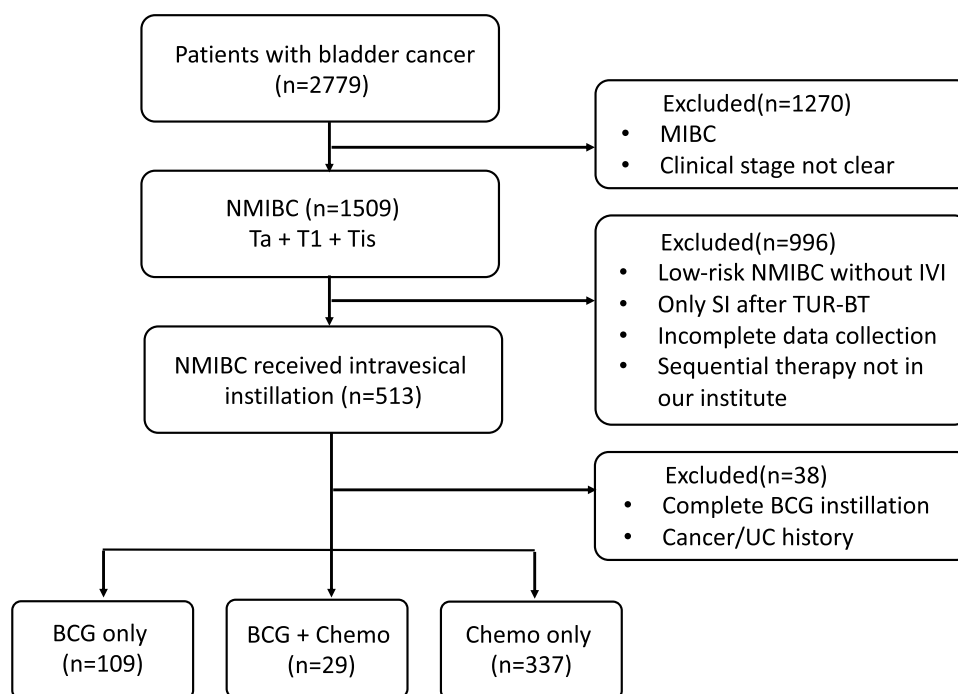 Patients with bladder cancer
(n=2779)
Excluded(n=1270)
• MIBC
• Clinical stage not clear
NMIBC (n=1509)
Ta + T1 + Tis
Excluded(n=996)
• Low-risk NMIBC without IVI
• Only SI after TUR-BT
• Incomplete data collection
• Sequential therapy not in
our institute
NMIBC received intravesical
instillation (n=513)
Excluded(n=38)
• Complete BCG instillation
• Cancer/UC history
BCG only
(n=109)
BCG + Chemo
(n=29)
Chemo only
(n=337)